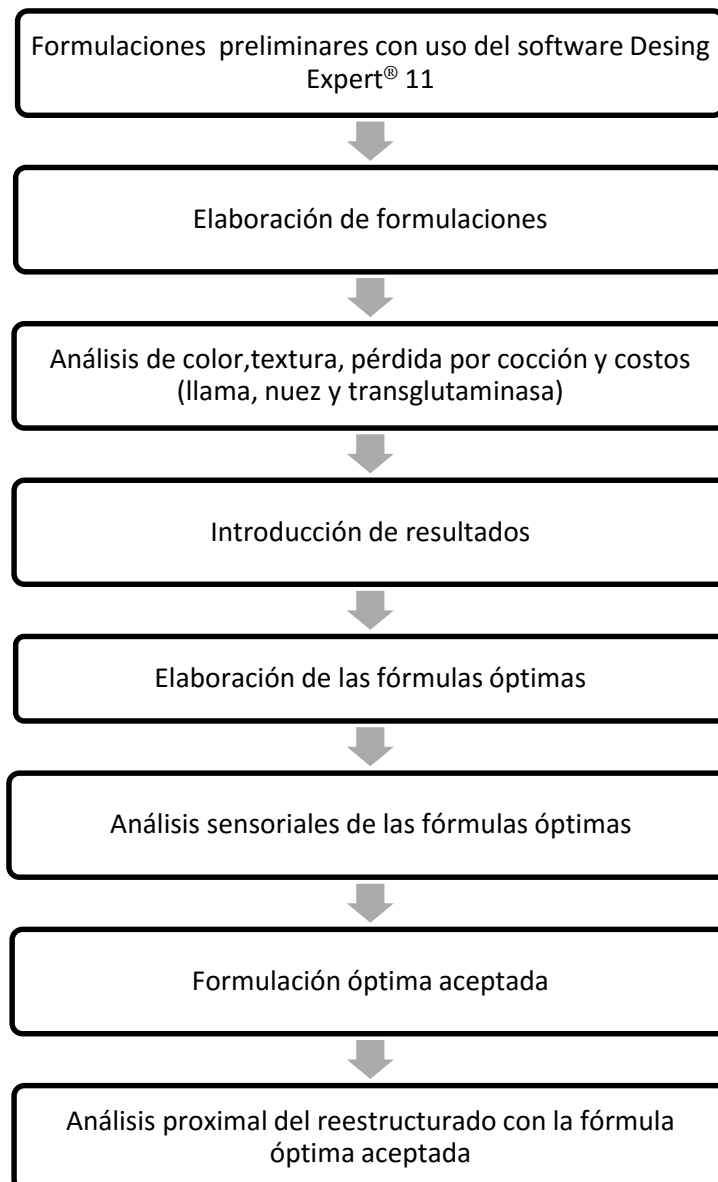 Formulaciones preliminares con uso del software Desing
Expert® 11
Elaboración de formulaciones
Análisis de color,textura, pérdida por cocción y costos
(llama, nuez y transglutaminasa)
Introducción de resultados
Elaboración de las fórmulas óptimas
Análisis sensoriales de las fórmulas óptimas
Formulación óptima aceptada
Análisis proximal del reestructurado con la fórmula
óptima aceptada